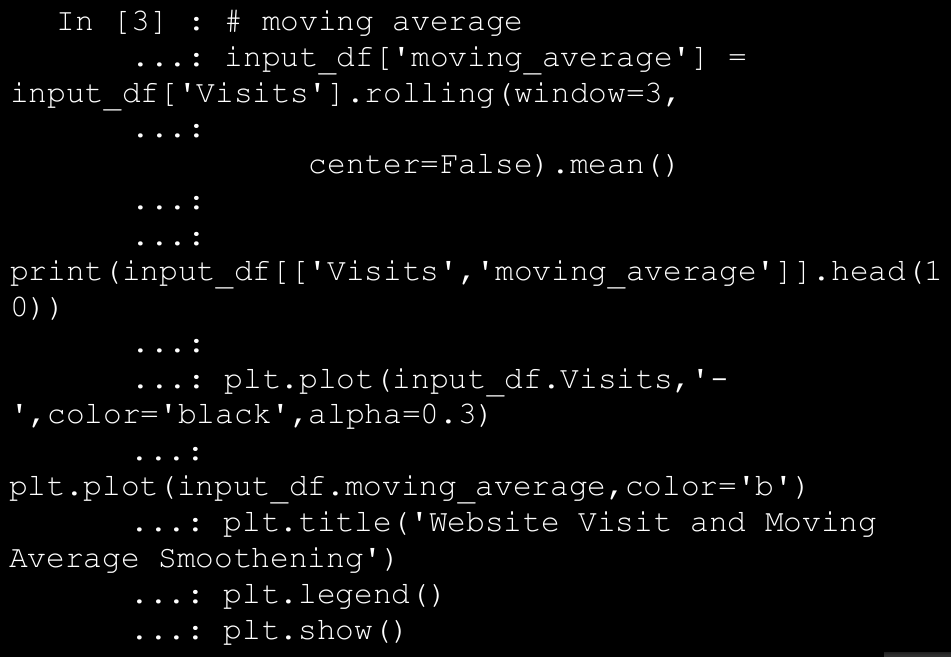 In [3] : # moving average
...: input_df['moving_average'] =
input_df['Visits'].rolling(window=3,
...:
center=False).mean()
...:
...:
print(input_df[['Visits','moving_average']].head(1
0))
...:
...: plt.plot(input_df.Visits,'-
',color='black',alpha=0.3)
...:
plt.plot(input_df.moving_average,color='b')
...: plt.title('Website Visit and Moving
Average Smoothening')
...: plt.legend()
...: plt.show()